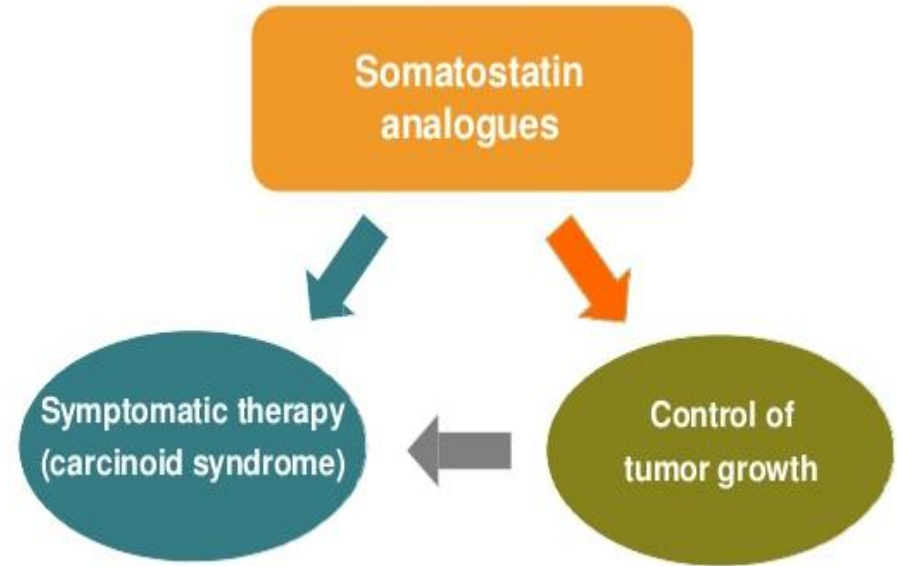 Somatostatin
analogues
Symptomatic therapy
(carcinoid syndrome)
Control of
tumor growth